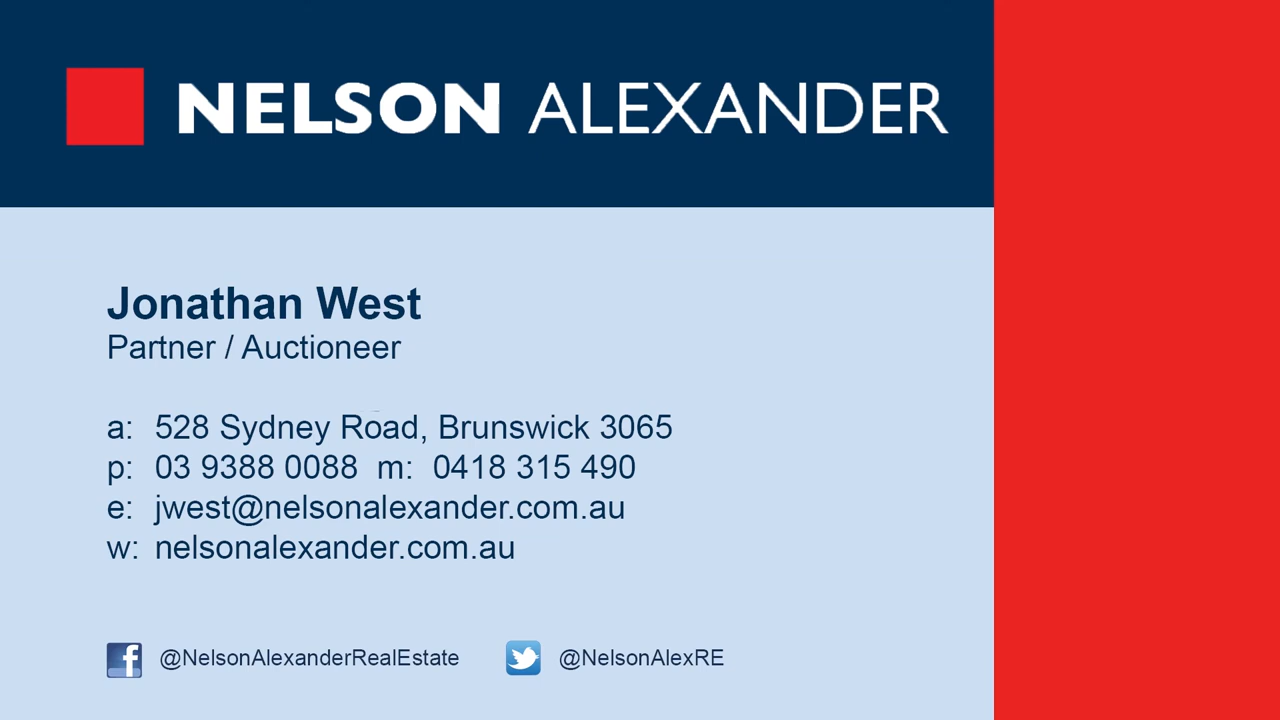 NELSON ALEXANDER
Jonathan West
Partner / Auctioneer
a: 528 Sydney Road, Brunswick 3065
p: 03 9388 0088 m: 0418 315 490
e: jwest@nelsonalexander.com.au
w: nelsonalexander.com.au
@NelsonAlexanderRealEstate @NelsonAlexRE